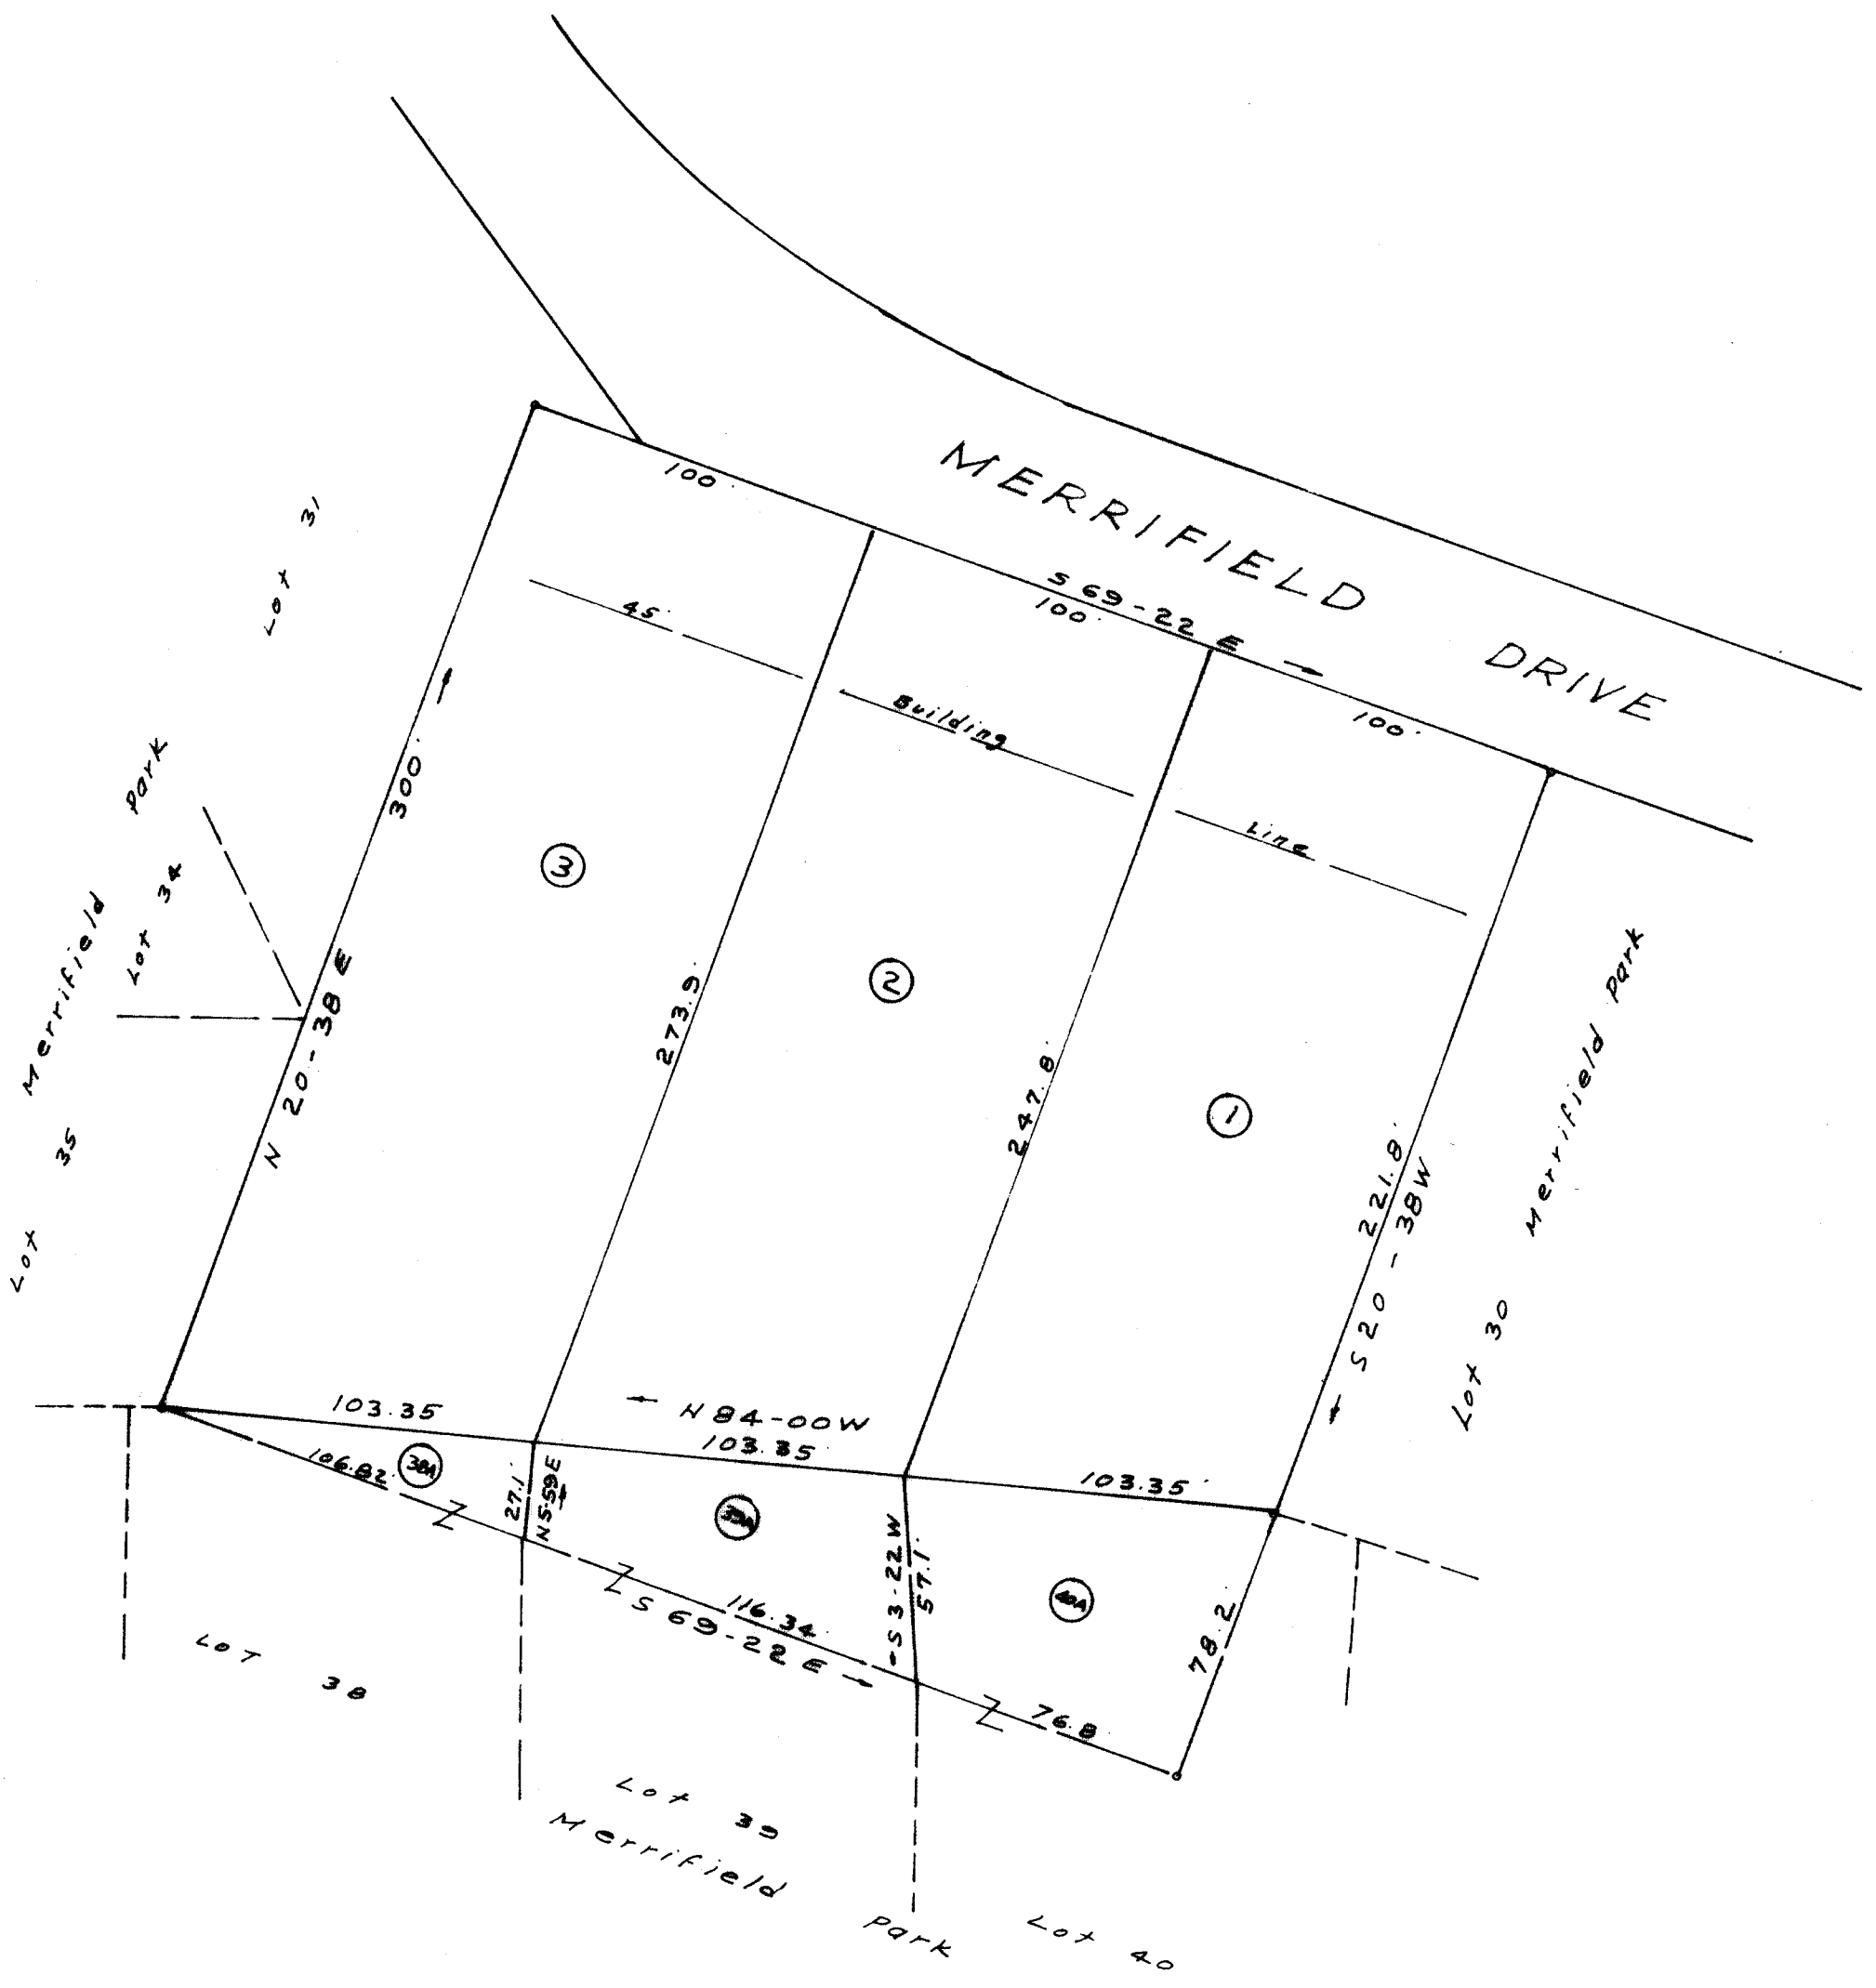 MERRIFIELD DRIVE
100'
S 69-22 E
100'
100'
Lot 31
45'
Building
Line
300'
N 20-38 E
3
273.9'
2
247.8'
1
221.8'
S 20-38W
Merrifield Park
Lot 34
Lot 35
Lot 30 Merrifield Park
103.35
N 84-00W
103.35'
103.35'
106.82'
38A
27.1'
N5-59E
S 3-22 W
57.1'
40A
78.2
116.34
S 69-22 E
76.8'
LOT 38
Lot 39
Merrifield Park
Lot 40